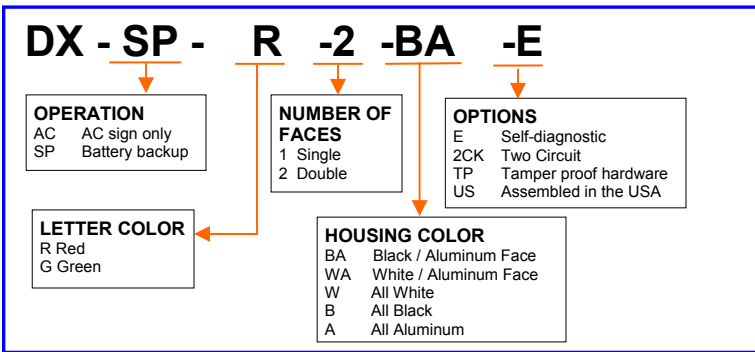 DX - SP - R -2 -BA -E
OPERATION
AC AC sign only
SP Battery backup
NUMBER OF
FACES
1 Single
2 Double
OPTIONS
E Self-diagnostic
2CK Two Circuit
TP Tamper proof hardware
US Assembled in the USA
LETTER COLOR
R Red
G Green
HOUSING COLOR
BA Black / Aluminum Face
WA White / Aluminum Face
W All White
B All Black
A All Aluminum